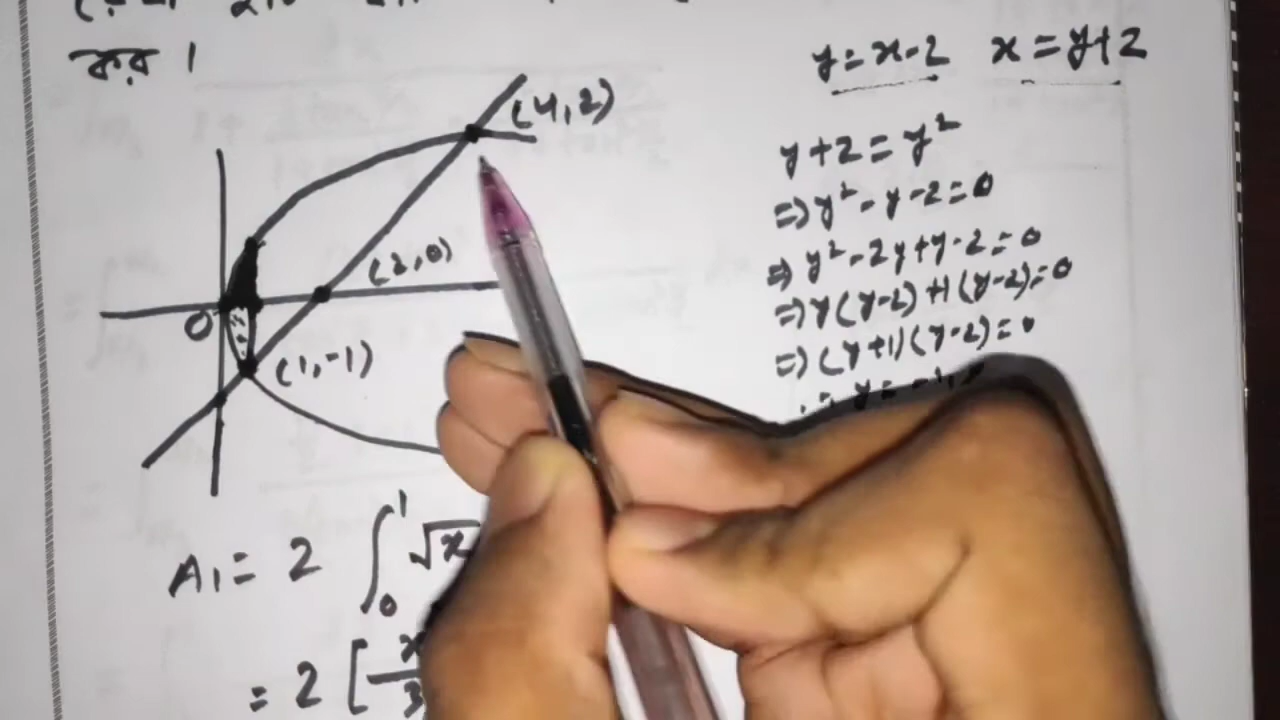 কর ।
y = x - 2   x = y + 2
(4, 2)
y + 2 = y²
⇒ y² - y - 2 = 0
(2, 0)
⇒ y² - 2y + y - 2 = 0
⇒ y(y-2) + 1(y-2) = 0
O
⇒ (y+1)(y-2) = 0
(1, -1)
A₁ = 2 ∫₀¹ √x
= 2 [